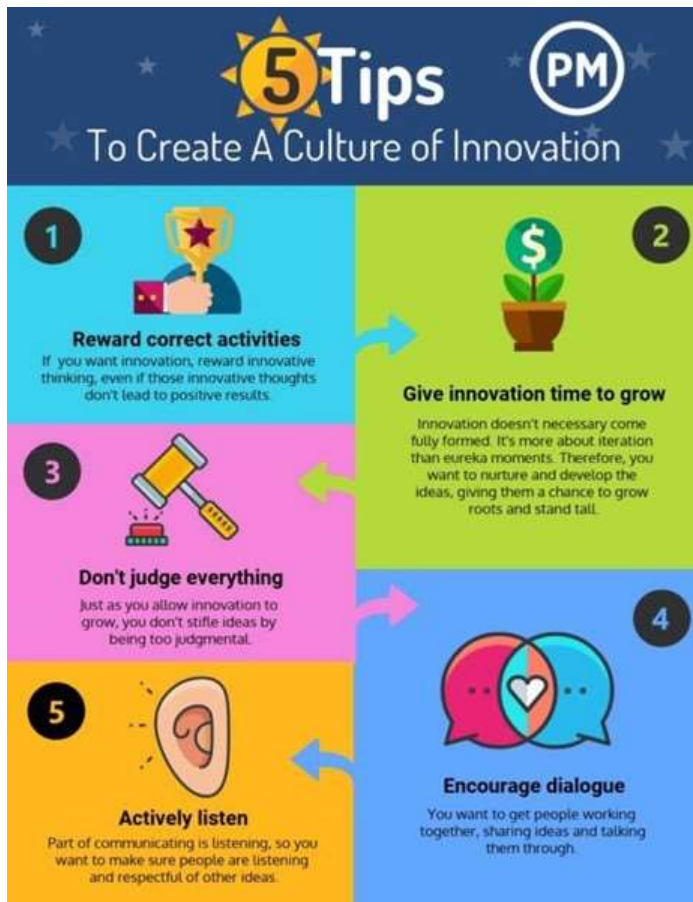 5 Tips
PM
To Create A Culture of Innovation
1
Reward correct activities
If you want innovation, reward innovative
thinking, even if those innovative thoughts
don't lead to positive results.
2
$
Give innovation time to grow
Innovation doesn't necessary come
fully formed. It's more about iteration
than eureka moments. Therefore, you
want to nurture and develop the
ideas, giving them a chance to grow
roots and stand tall.
3
Don't judge everything
Just as you allow innovation to
grow, you don't stifle ideas by
being too judgmental.
4
Encourage dialogue
You want to get people working
together, sharing ideas and talking
them through.
5
Actively listen
Part of communicating is listening, so you
want to make sure people are listening
and respectful of other ideas.